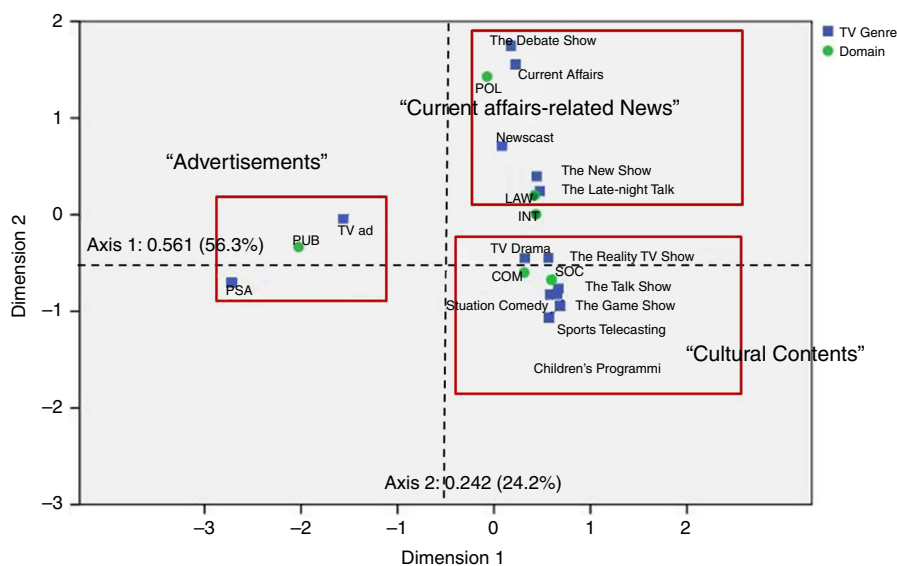 2
1
0
–1
–2
–3
Dimension 2
TV Genre
Domain
The Debate Show
Current Affairs
POL
“Current affairs-related News”
Newscast
“Advertisements”
The New Show
The Late-night Talk
LAW
INT
PUB
TV ad
Axis 1: 0.561 (56.3%)
PSA
TV Drama
The Reality TV Show
COM
SOC
The Talk Show
Stuation Comedy
The Game Show
Sports Telecasting
“Cultural Contents”
Children’s Programmi
Axis 2: 0.242 (24.2%)
–3
–2
–1
0
1
2
Dimension 1